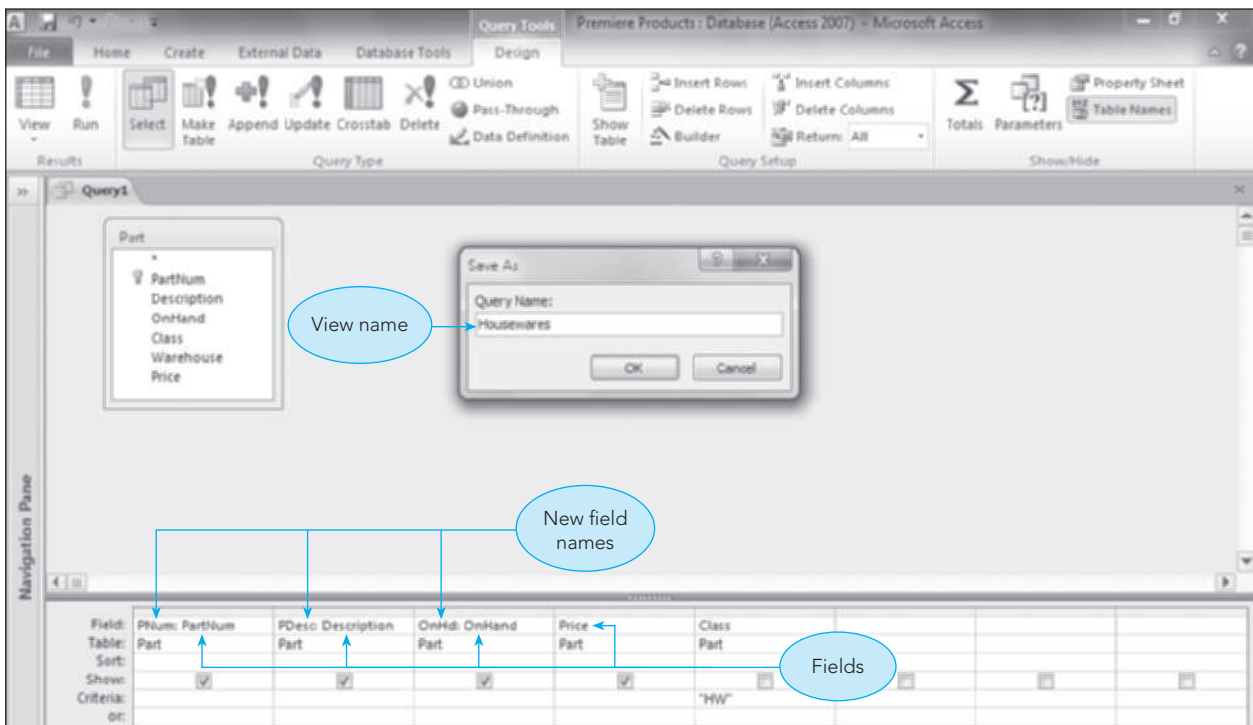 A
Query Tools
Premiere Products : Database (Access 2007) - Microsoft Access
File Home Create External Data Database Tools Design
View
Run
Results
Select
Make Table
Append
Update
Crosstab
Delete
Union
Pass-Through
Data Definition
Query Type
Show Table
Insert Rows
Delete Rows
Builder
Insert Columns
Delete Columns
Return: All
Query Setup
Totals
Parameters
Property Sheet
Table Names
Show/Hide
Query1
Part
*
PartNum
Description
OnHand
Class
Warehouse
Price
View name
Save As
Query Name:
Housewares
OK Cancel
Navigation Pane
New field
names
Field: PNum: PartNum PDesc: Description OnHd: OnHand Price Class
Table: Part Part Part Part Part
Sort:
Show:
Fields
Criteria: "HW"
or: